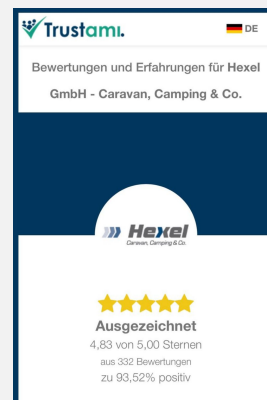 Trustami.
DE
Bewertungen und Erfahrungen für Hexel
GmbH - Caravan, Camping & Co.
Hexel
Caravan, Camping & Co.
Ausgezeichnet
4,83 von 5,00 Sternen
aus 332 Bewertungen
zu 93,52% positiv